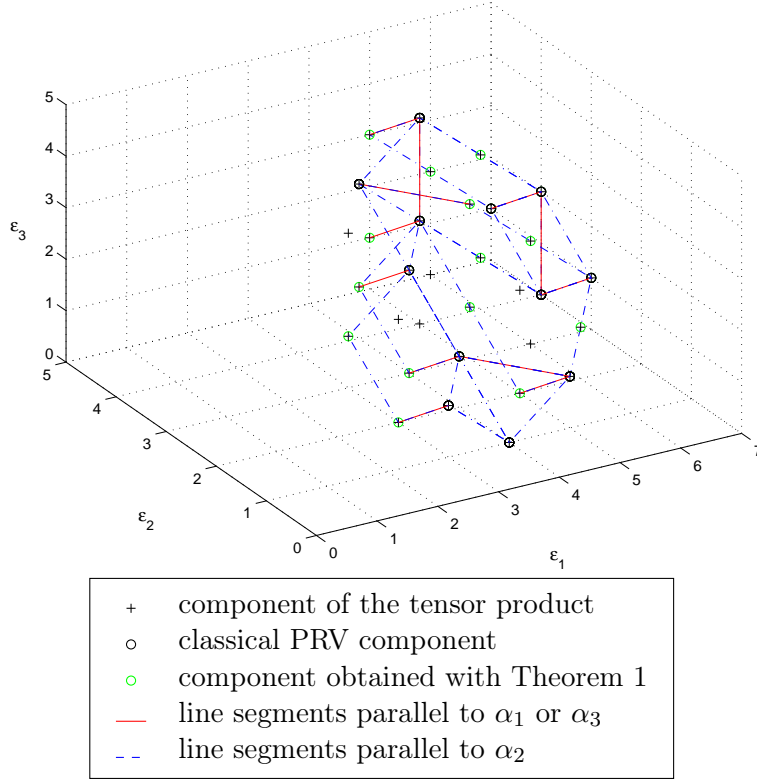 5
4
3
2
1
0
ε3
5
4
3
2
1
0
ε2
0
1
2
3
4
5
6
7
ε1
+ component of the tensor product
o classical PRV component
o component obtained with Theorem 1
line segments parallel to α1 or α3
line segments parallel to α2